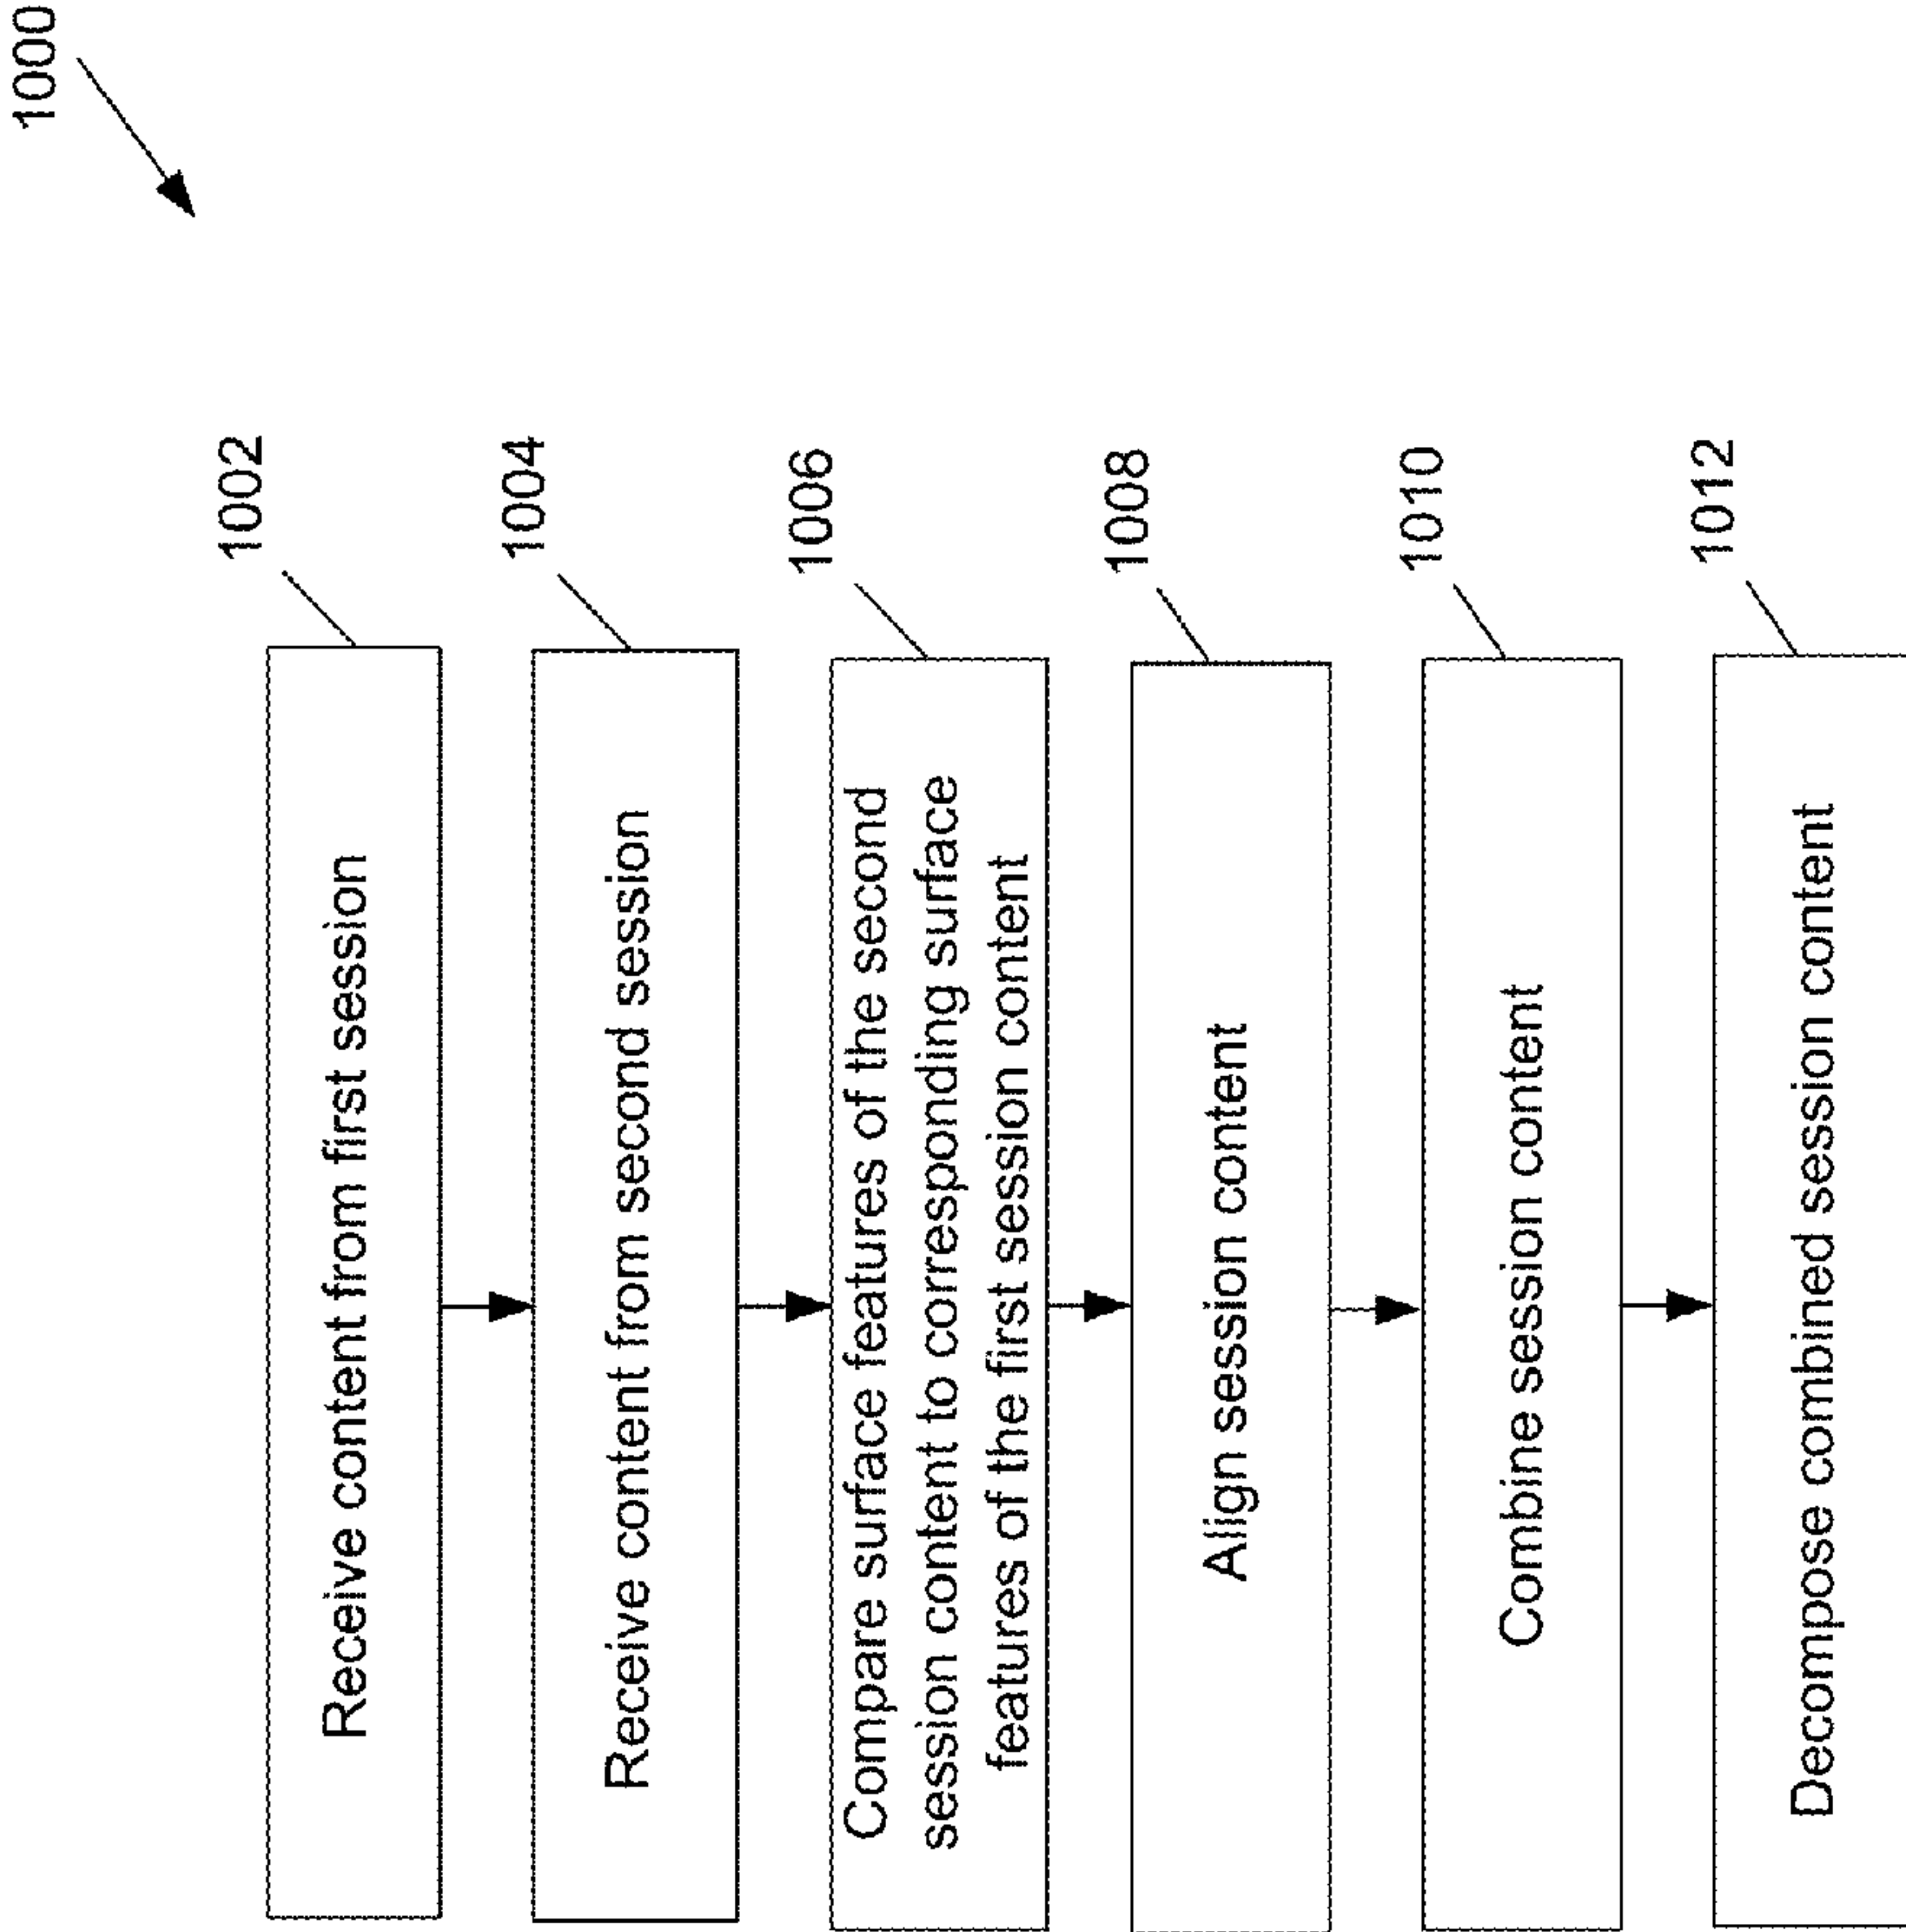 1000
Receive content from first session
1002
Receive content from second session
1004
Compare surface features of the second
session content to corresponding surface
features of the first session content
1006
Align session content
1008
Combine session content
1010
Decompose combined session content
1012